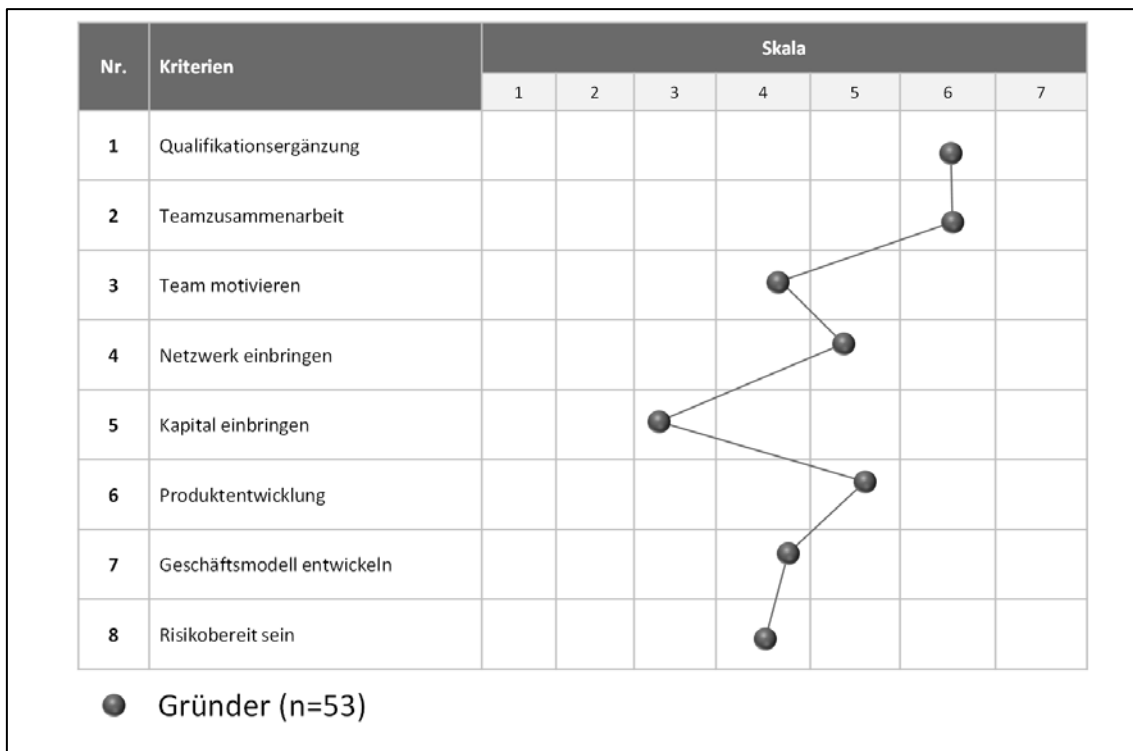 Nr. Kriterien Skala
1 2 3 4 5 6 7
1 Qualifikationsergänzung
2 Teamzusammenarbeit
3 Team motivieren
4 Netzwerk einbringen
5 Kapital einbringen
6 Produktentwicklung
7 Geschäftsmodell entwickeln
8 Risikobereit sein
Gründer (n=53)